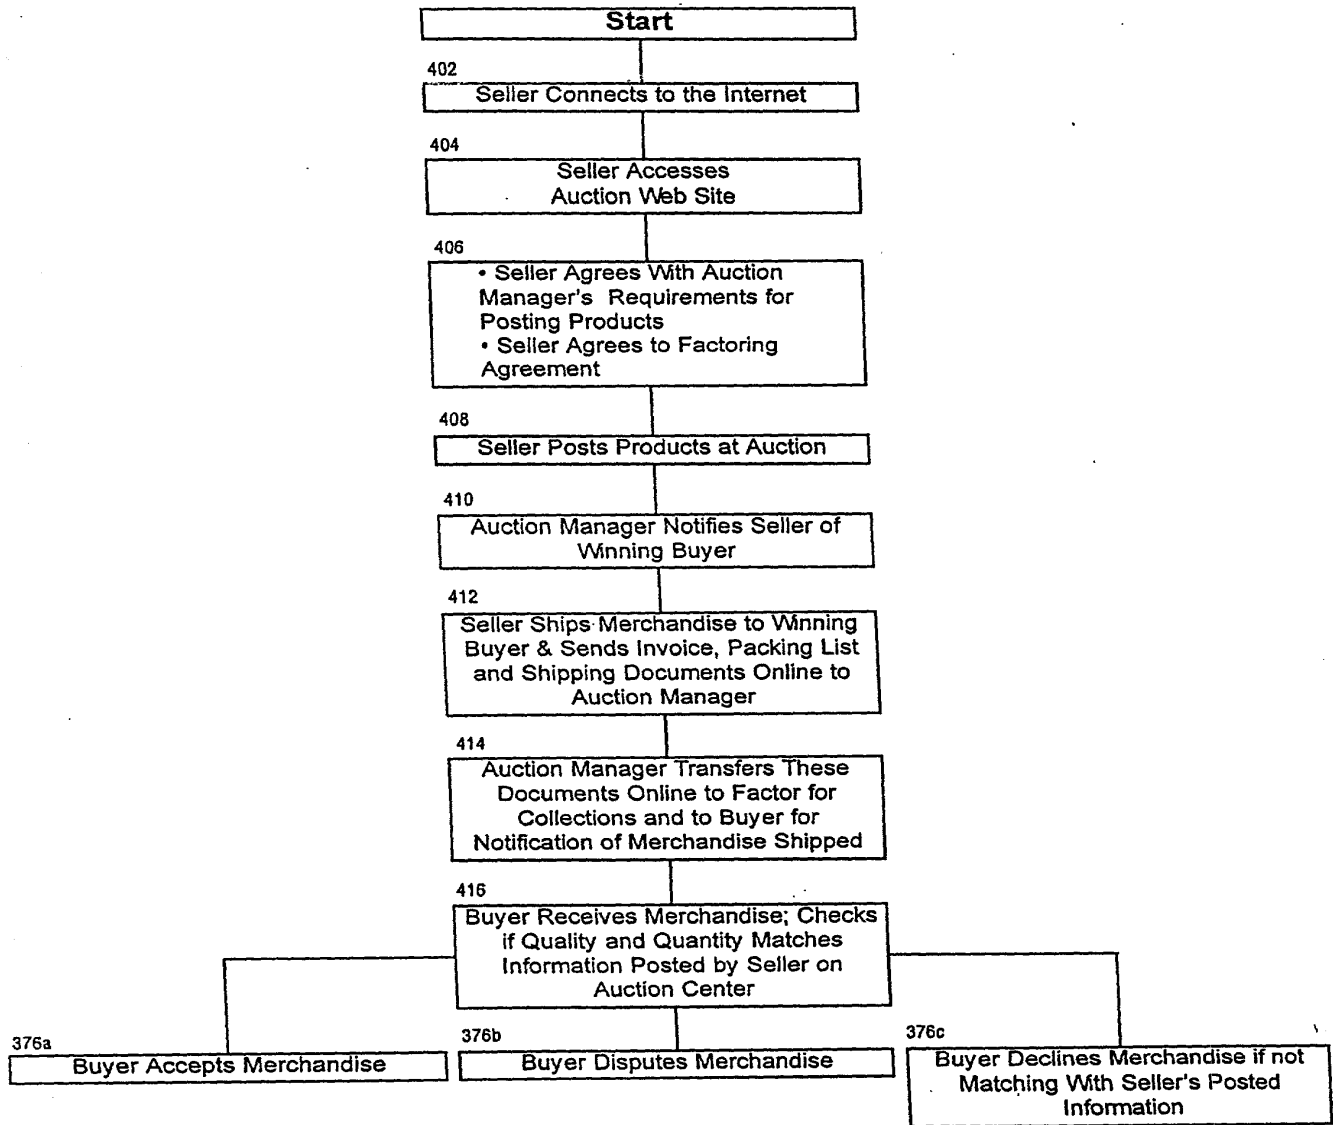 Start
402
Seller Connects to the Internet
404
Seller Accesses
Auction Web Site
406
• Seller Agrees With Auction
Manager's Requirements for
Posting Products
• Seller Agrees to Factoring
Agreement
408
Seller Posts Products at Auction
410
Auction Manager Notifies Seller of
Winning Buyer
412
Seller Ships Merchandise to Winning
Buyer & Sends Invoice, Packing List
and Shipping Documents Online to
Auction Manager
414
Auction Manager Transfers These
Documents Online to Factor for
Collections and to Buyer for
Notification of Merchandise Shipped
416
Buyer Receives Merchandise; Checks
if Quality and Quantity Matches
Information Posted by Seller on
Auction Center
376a
Buyer Accepts Merchandise
376b
Buyer Disputes Merchandise
376c
Buyer Declines Merchandise if not
Matching With Seller's Posted
Information